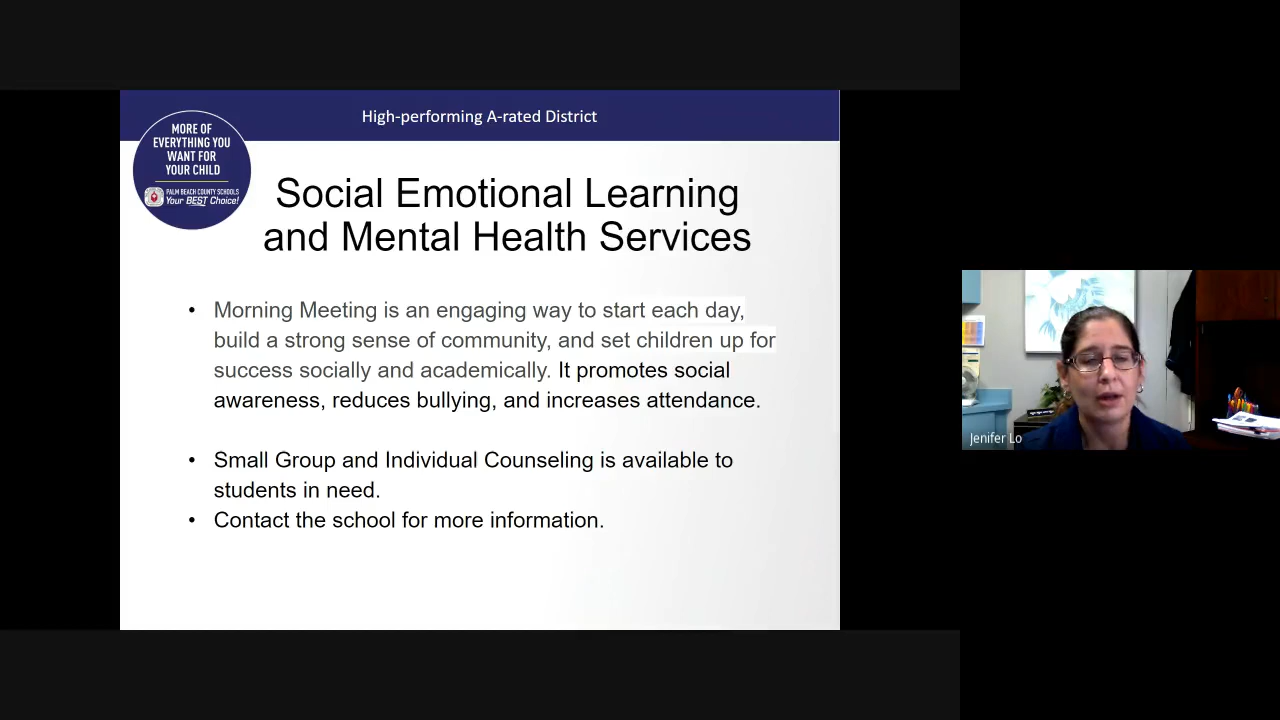 High-performing A-rated District
MORE OF
EVERYTHING YOU
WANT FOR
YOUR CHILD
PALM BEACH COUNTY SCHOOLS
Your BEST Choice!
Social Emotional Learning
and Mental Health Services
• Morning Meeting is an engaging way to start each day,
build a strong sense of community, and set children up for
success socially and academically. It promotes social
awareness, reduces bullying, and increases attendance.
• Small Group and Individual Counseling is available to
students in need.
• Contact the school for more information.
Jenifer Lo